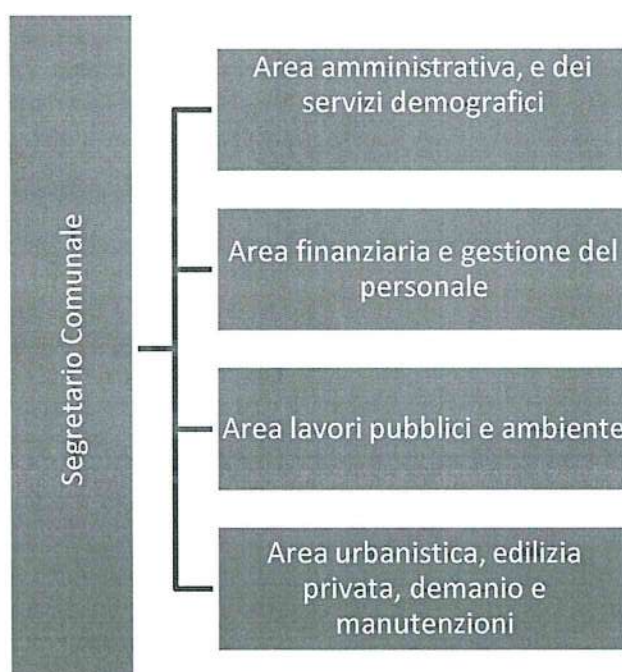 Segretario Comunale
Area amministrativa, e dei
servizi demografici
Area finanziaria e gestione del
personale
Area lavori pubblici e ambiente
Area urbanistica, edilizia
privata, demanio e
manutenzioni